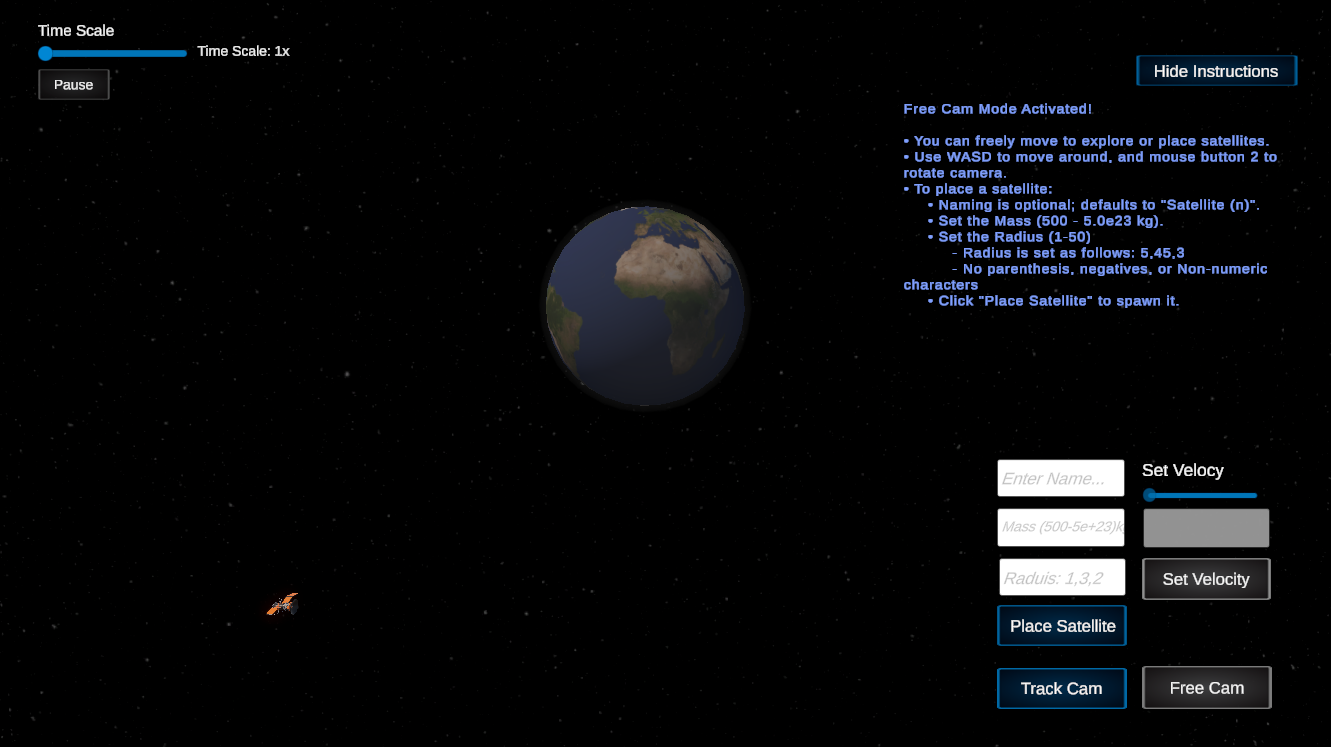 Time Scale
Time Scale: 1x
Pause
Hide Instructions
Free Cam Mode Activated!
• You can freely move to explore or place satellites.
• Use WASD to move around, and mouse button 2 to
rotate camera.
• To place a satellite:
• Naming is optional; defaults to "Satellite (n)".
• Set the Mass (500 - 5.0e23 kg).
• Set the Radius (1-50)
- Radius is set as follows: 5,45,3
- No parenthesis, negatives, or Non-numeric
characters
• Click "Place Satellite" to spawn it.
Enter Name...
Set Velocy
Mass (500-5e+23)k
Raduis: 1,3,2
Set Velocity
Place Satellite
Track Cam
Free Cam